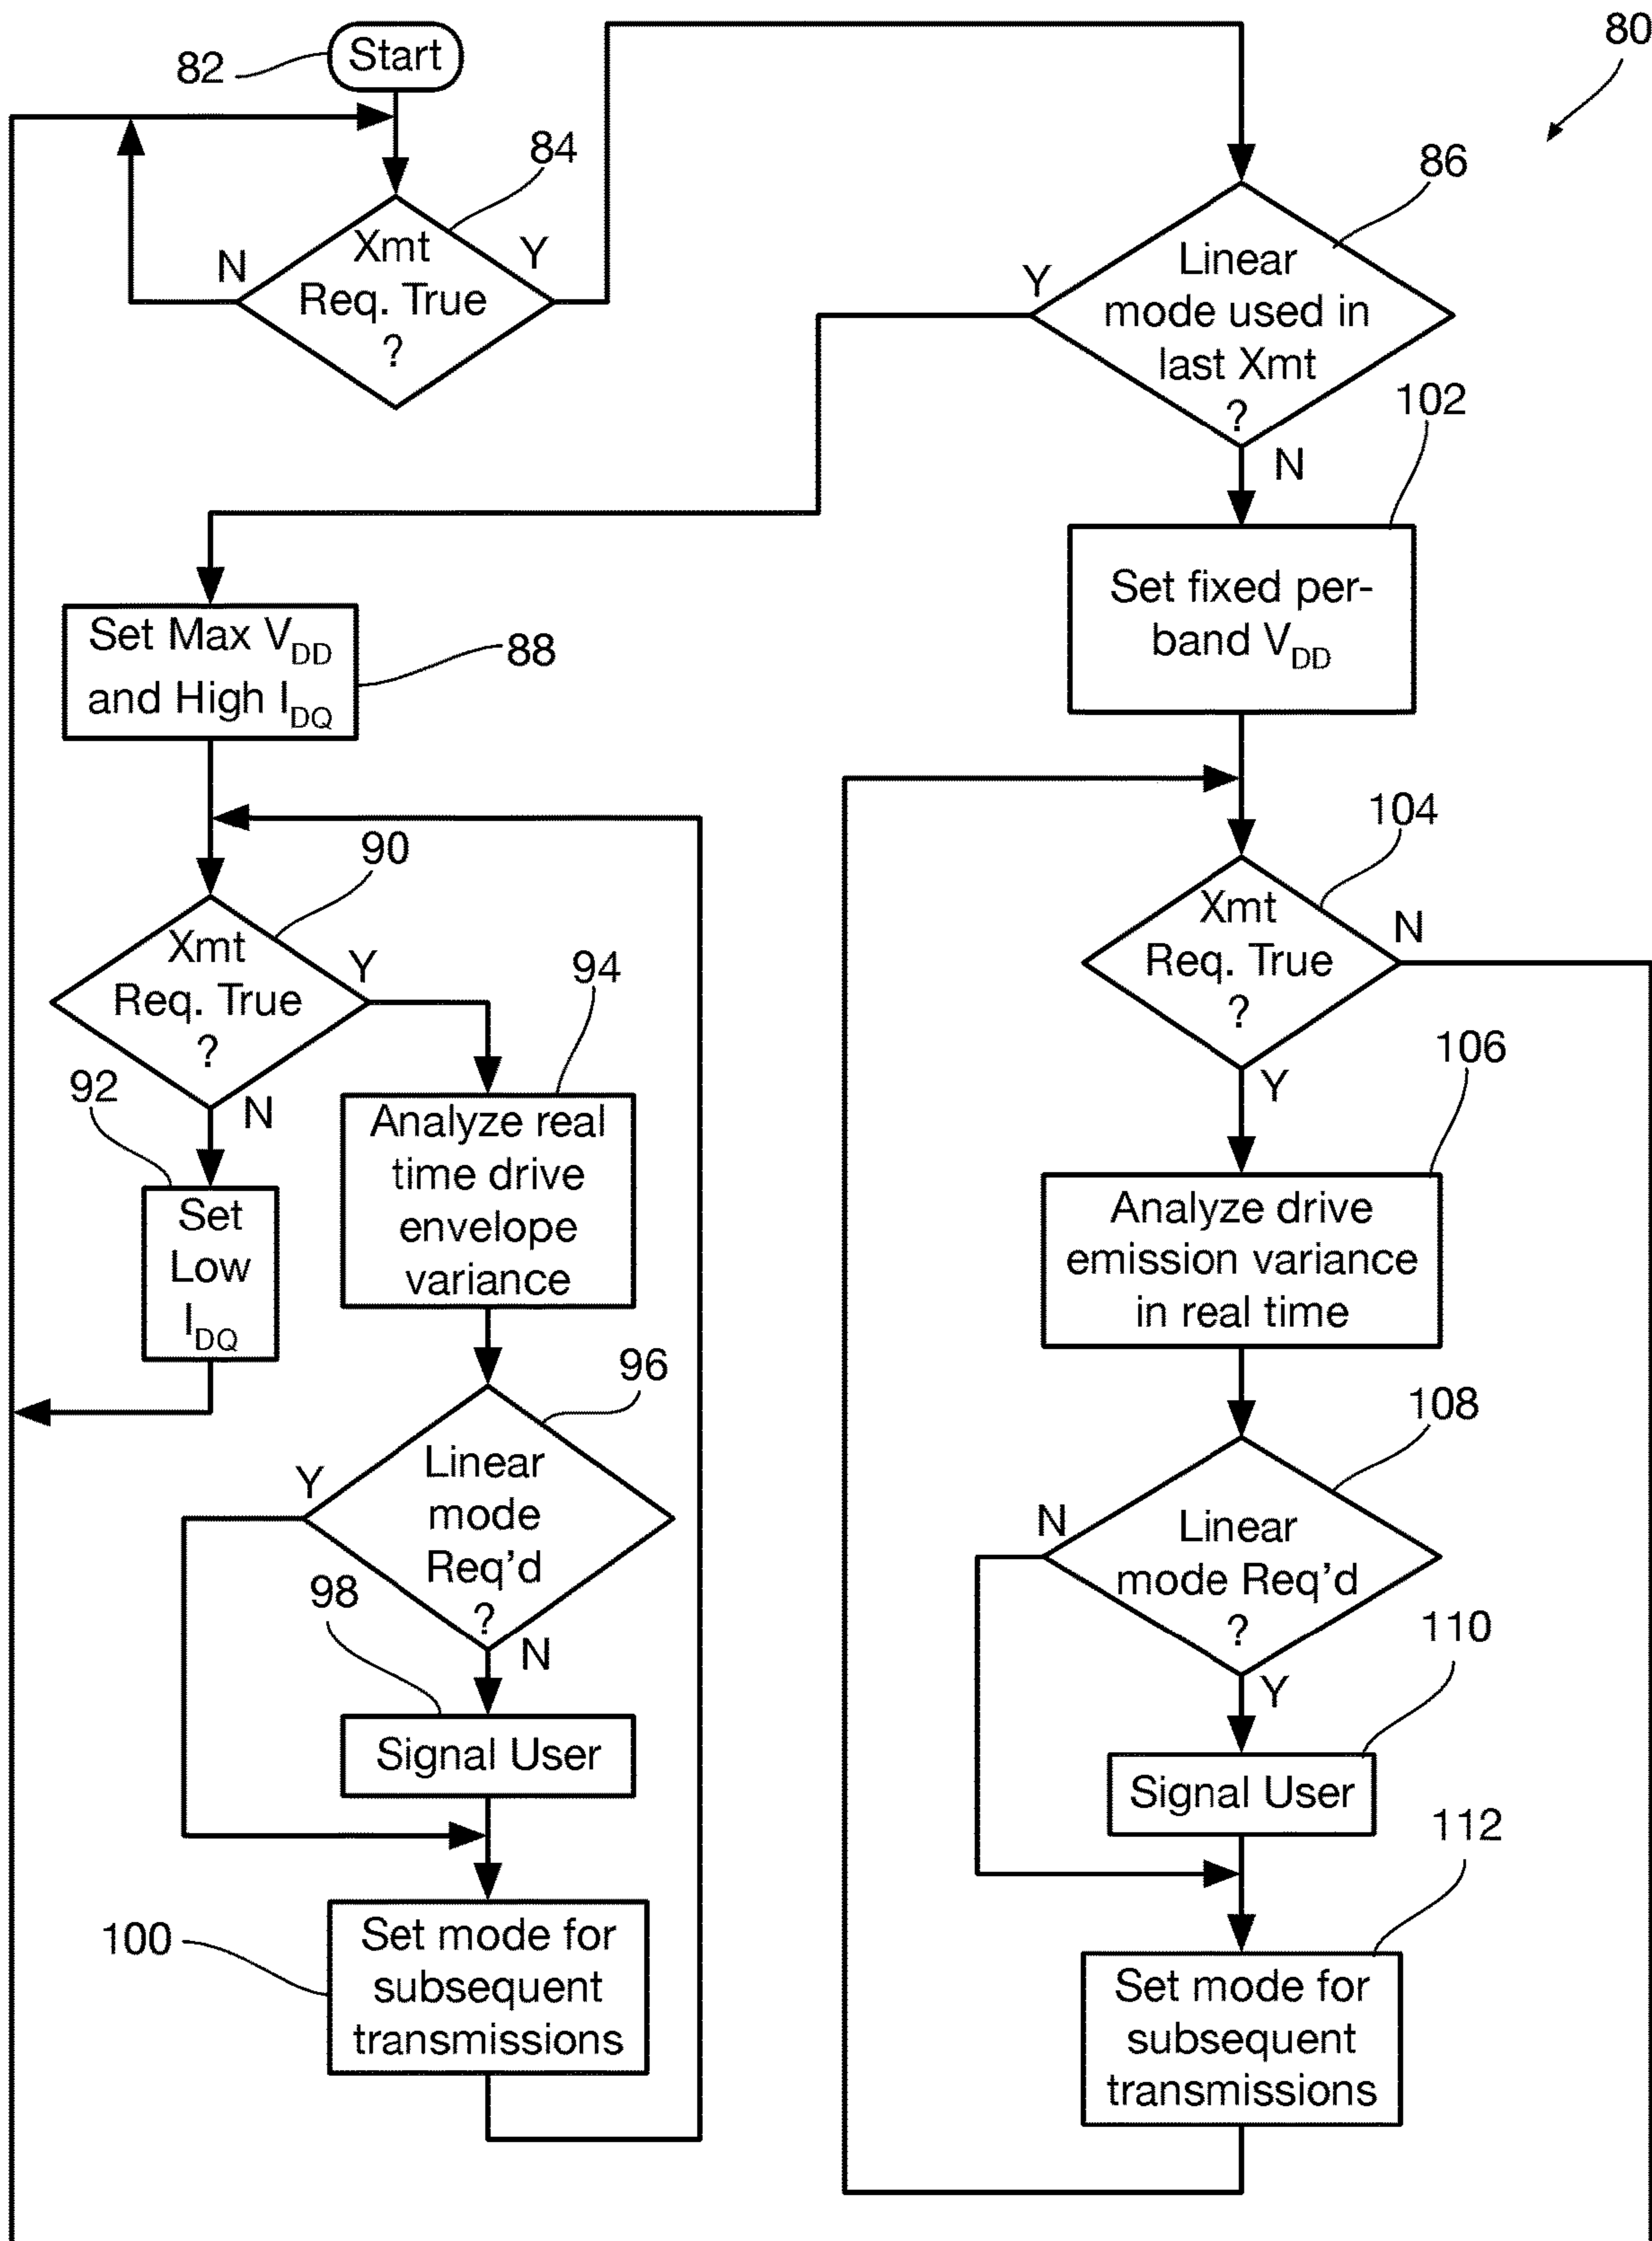 80
82
Start
84
N
Xmt
Y
Req. True
?
86
Y
Linear
mode used in
last Xmt
?
N
102
Set fixed per-
band VDD
Set Max VDD
and High IDQ
88
90
Xmt
Y
Req. True
?
N
92
Set
Low
IDQ
94
Analyze real
time drive
envelope
variance
96
Y
Linear
mode
Req'd
?
N
98
Signal User
100
Set mode for
subsequent
transmissions
104
Xmt
N
Req. True
?
Y
106
Analyze drive
emission variance
in real time
108
N
Linear
mode Req'd
?
Y
110
Signal User
112
Set mode for
subsequent
transmissions